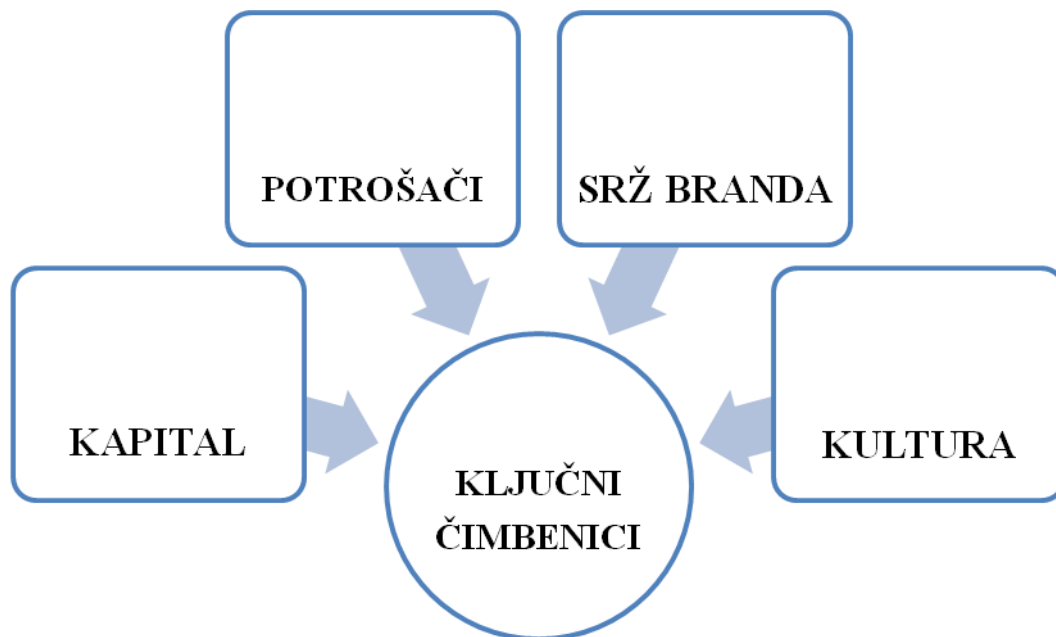 POTROŠAČI
SRŽ BRANDA
KAPITAL
KULTURA
KLJUČNI
ČIMBENICI